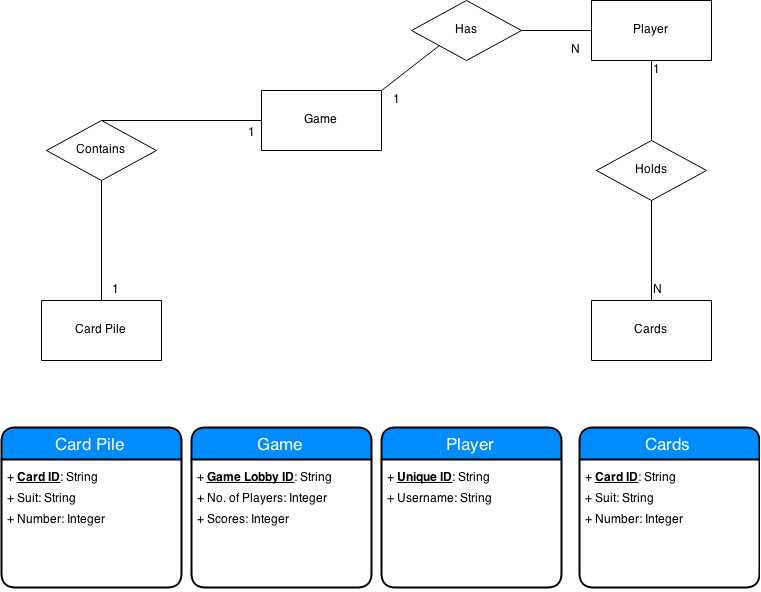 Has
Player
N
1
1
Game
1
Contains
Holds
1
N
Card Pile
Cards
Card Pile
+ Card ID: String
+ Suit: String
+ Number: Integer
Game
+ Game Lobby ID: String
+ No. of Players: Integer
+ Scores: Integer
Player
+ Unique ID: String
+ Username: String
Cards
+ Card ID: String
+ Suit: String
+ Number: Integer